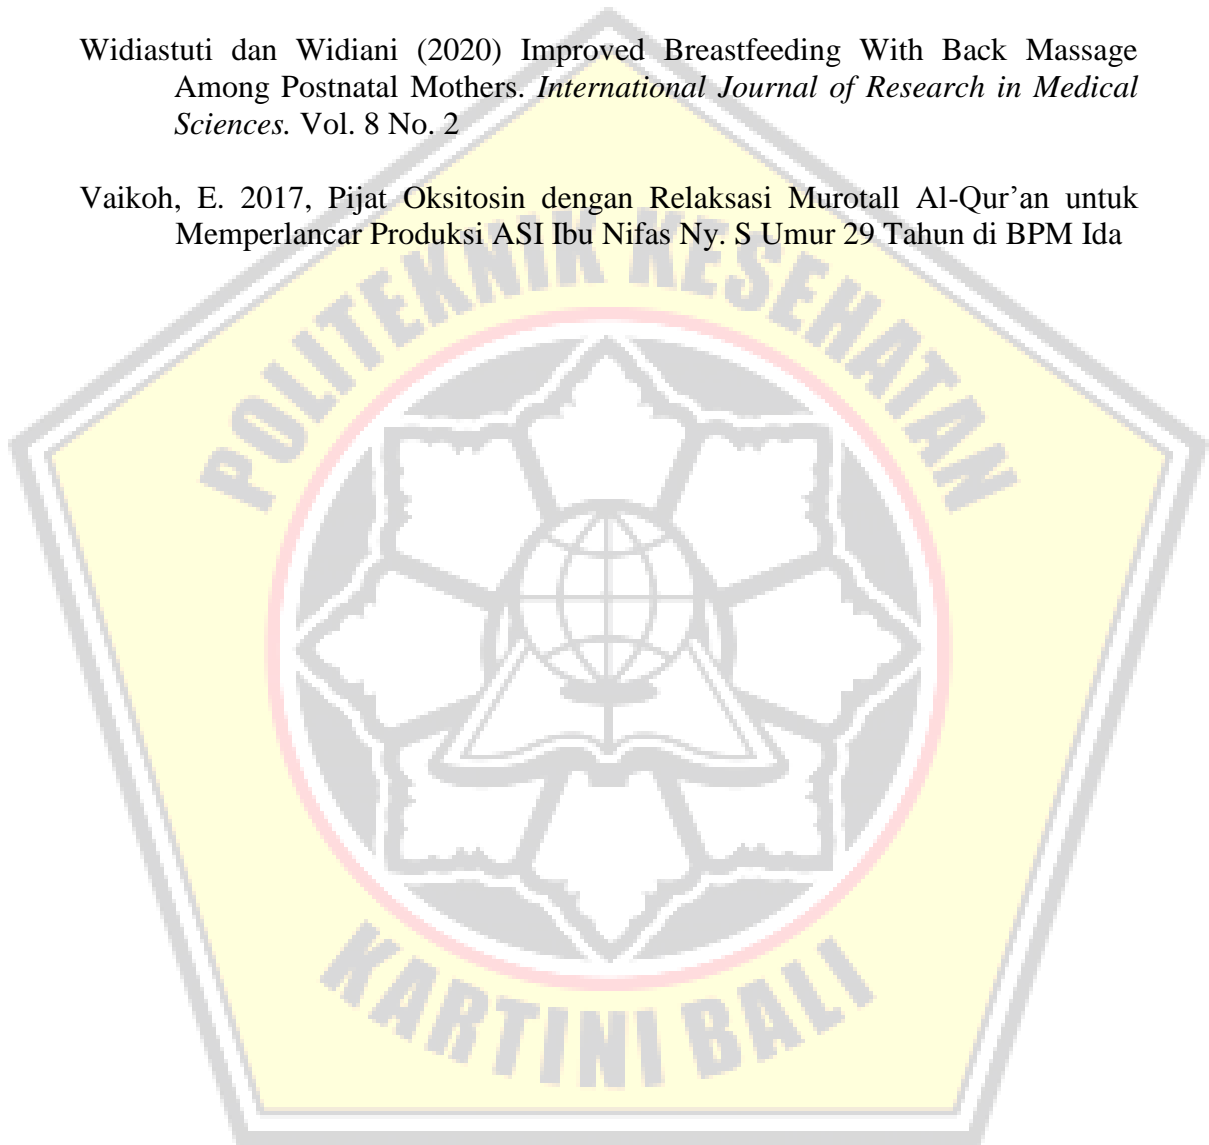 Widiastuti dan Widiani (2020) Improved Breastfeeding With Back Massage
Among Postnatal Mothers. International Journal of Research in Medical
Sciences. Vol. 8 No. 2
Vaikoh, E. 2017, Pijat Oksitosin dengan Relaksasi Murotall Al-Qur’an untuk
Memperlancar Produksi ASI Ibu Nifas Ny. S Umur 29 Tahun di BPM Ida
POLITEKNIK KESEHATAN
KARTINI BALI